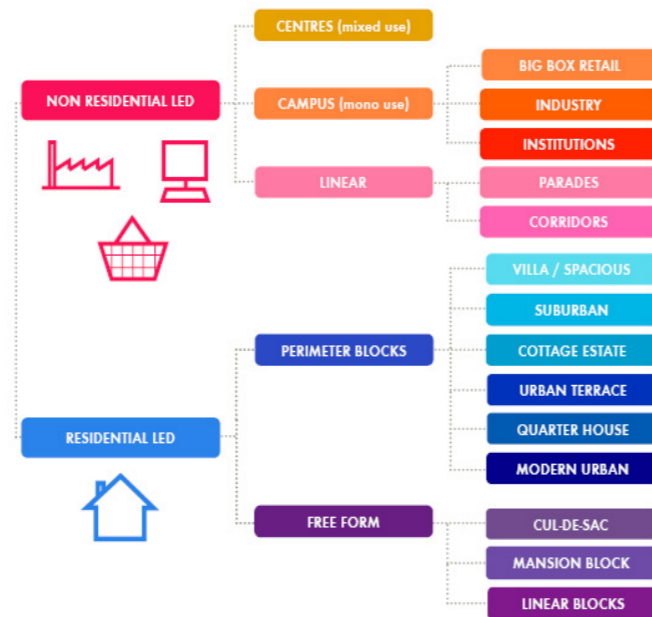 CENTRES (mixed use)
NON RESIDENTIAL LED
CAMPUS (mono use)
BIG BOX RETAIL
INDUSTRY
INSTITUTIONS
LINEAR
PARADES
CORRIDORS
RESIDENTIAL LED
PERIMETER BLOCKS
VILLA / SPACIOUS
SUBURBAN
COTTAGE ESTATE
URBAN TERRACE
QUARTER HOUSE
MODERN URBAN
FREE FORM
CUL-DE-SAC
MANSION BLOCK
LINEAR BLOCKS